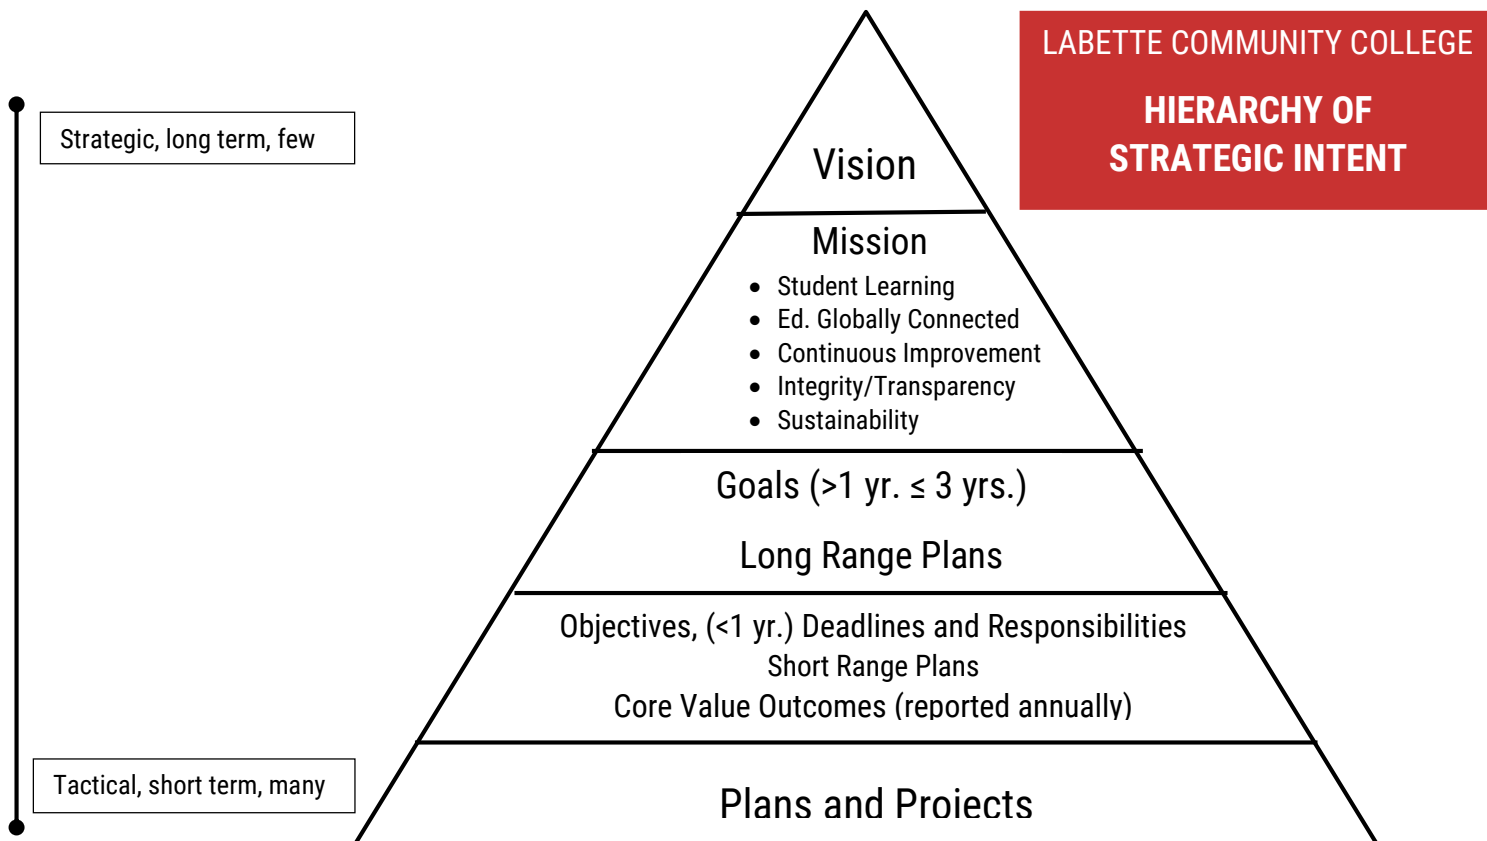 LABETTE COMMUNITY COLLEGE
HIERARCHY OF
STRATEGIC INTENT
Strategic, long term, few
Vision
Mission
• Student Learning
• Ed. Globally Connected
• Continuous Improvement
• Integrity/Transparency
• Sustainability
Goals (>1 yr. ≤ 3 yrs.)
Long Range Plans
Objectives, (<1 yr.) Deadlines and Responsibilities
Short Range Plans
Core Value Outcomes (reported annually)
Tactical, short term, many
Plans and Projects